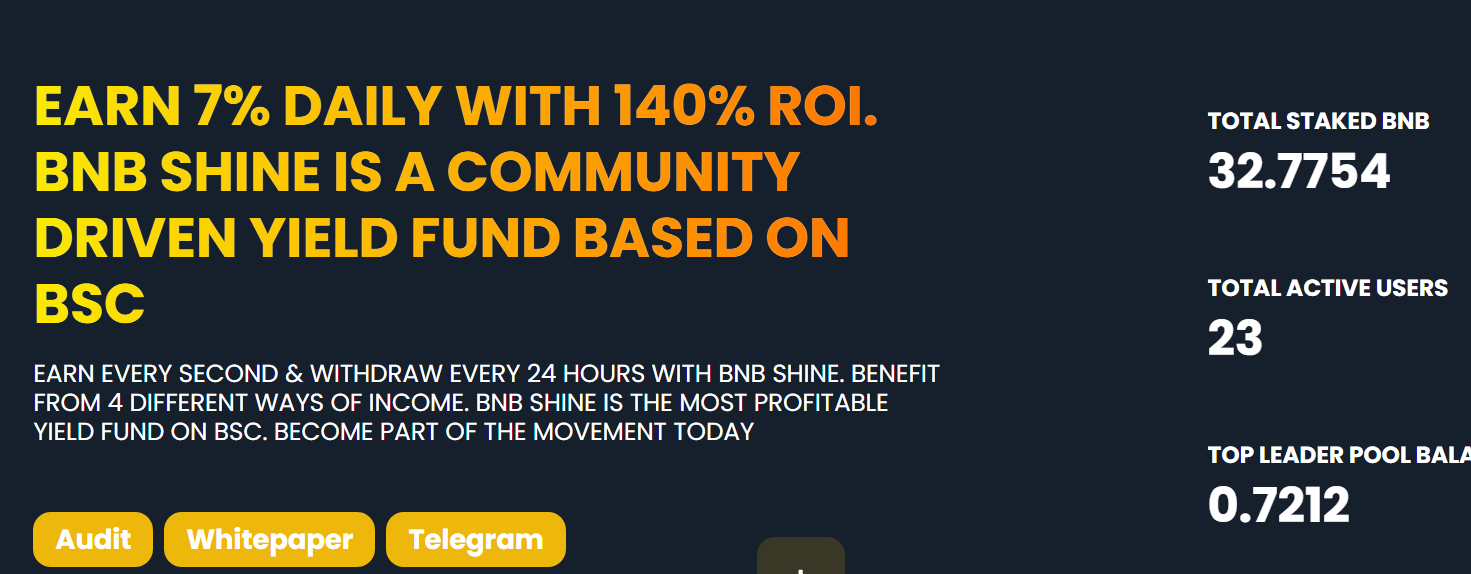 EARN 7% DAILY WITH 140% ROI.
BNB SHINE IS A COMMUNITY
DRIVEN YIELD FUND BASED ON
BSC
EARN EVERY SECOND & WITHDRAW EVERY 24 HOURS WITH BNB SHINE. BENEFIT
FROM 4 DIFFERENT WAYS OF INCOME. BNB SHINE IS THE MOST PROFITABLE
YIELD FUND ON BSC. BECOME PART OF THE MOVEMENT TODAY
Audit
Whitepaper
Telegram
TOTAL STAKED BNB
32.7754
TOTAL ACTIVE USERS
23
TOP LEADER POOL
0.7212